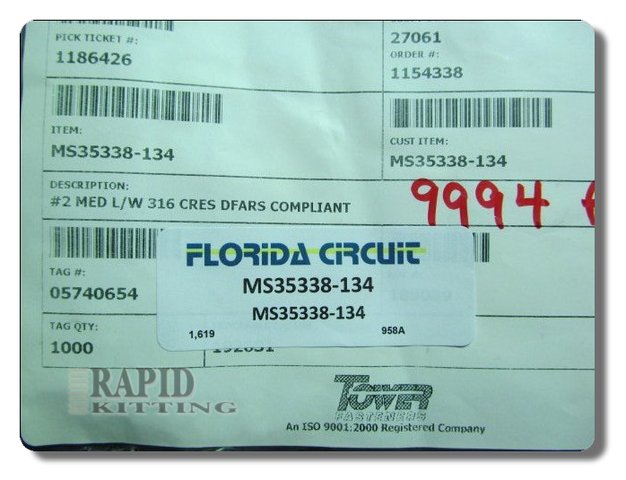 PICK TICKET #:
1186426
27061
ORDER #:
1154338
ITEM:
MS35338-134
CUST ITEM:
MS35338-134
DESCRIPTION:
#2 MED L/W 316 CRES DFARS COMPLIANT
9994
FLORIDA CIRCUIT
MS35338-134
MS35338-134
1,619 958A
TAG #:
05740654
TAG QTY:
1000
192631
RAPID
KITTING
TOWER
FASTENERS
An ISO 9001:2000 Registered Company